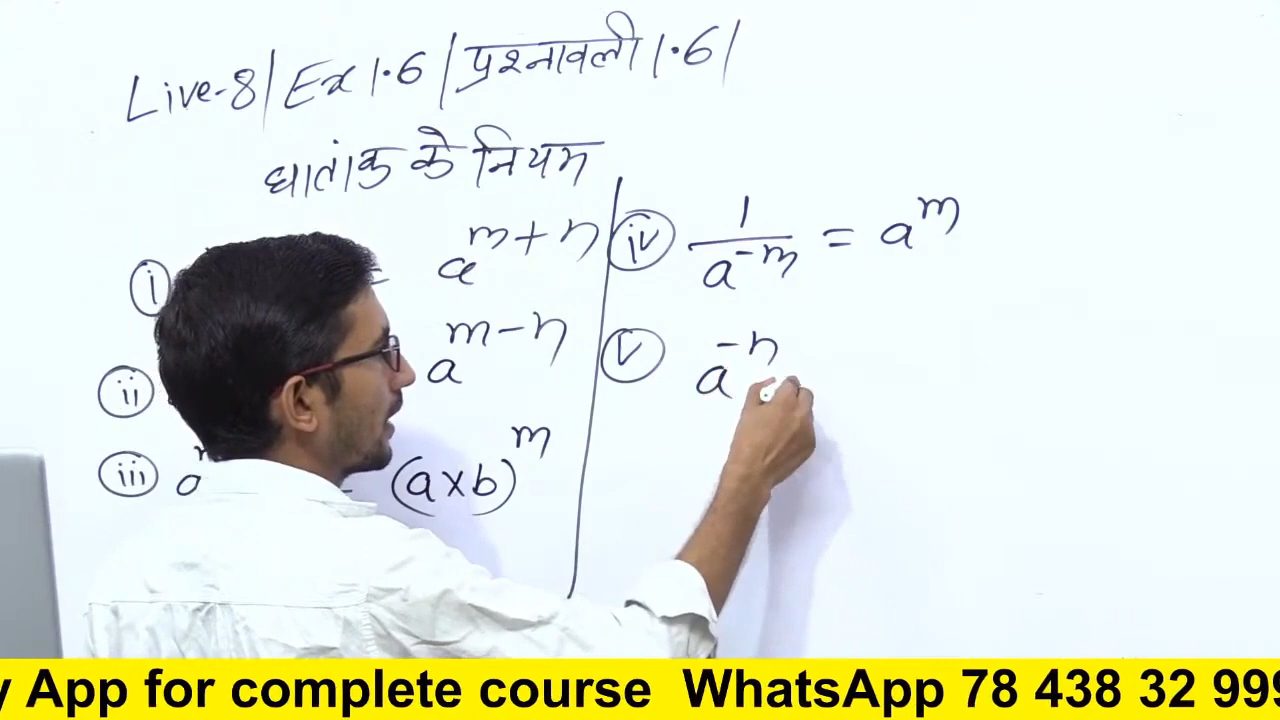 Live-8 | Ex 1.6 | प्रश्नावली 1.6 |
घातांक के नियम
i = a^{m+n}
ii a^{m-n}
iii a = (a×b)^m
iv 1/a^{-m} = a^m
v a^{-n}
y App for complete course WhatsApp 78 438 32 999